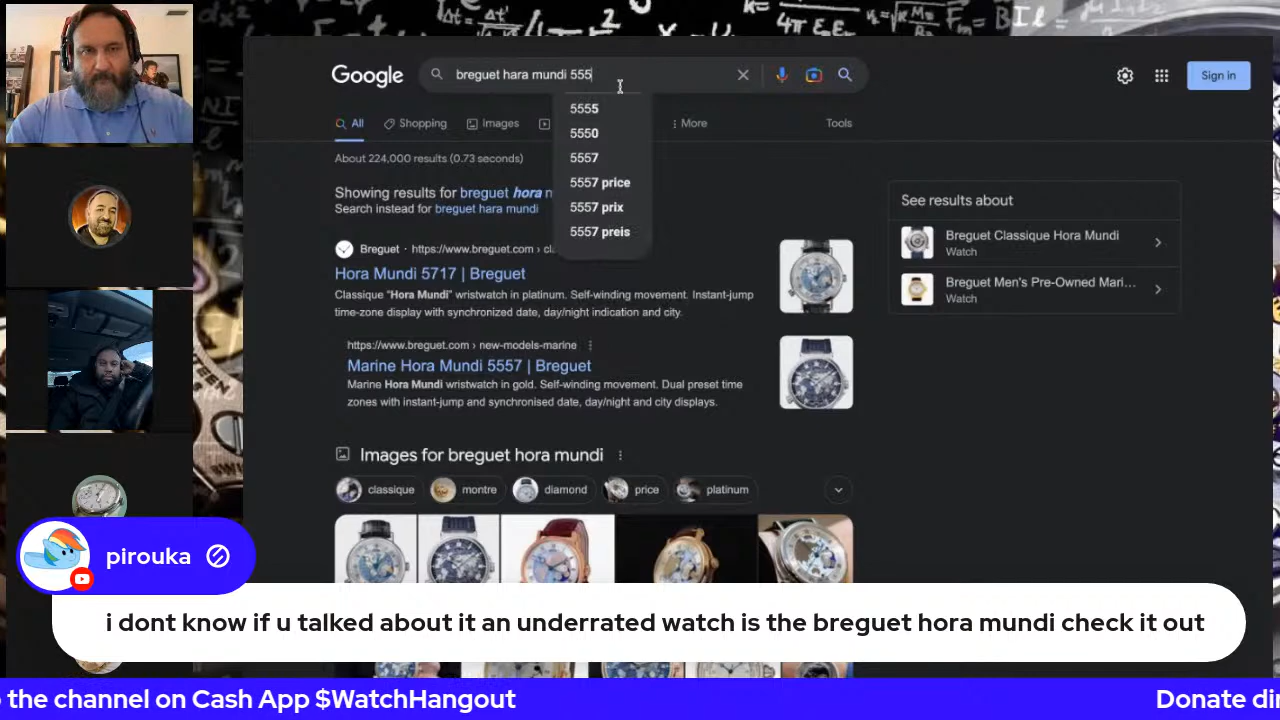 Google
breguet hara mundi 555
Sign in
5555
5550
5557
5557 price
5557 prix
5557 preis
All
Shopping
Images
More
Tools
About 224,000 results (0.73 seconds)
Showing results for breguet hora
Search instead for breguet hara mundi
Breguet · https://www.breguet.com ›
Hora Mundi 5717 | Breguet
Classique "Hora Mundi" wristwatch in platinum. Self-winding movement. Instant-jump
time-zone display with synchronized date, day/night indication and city.
https://www.breguet.com › new-models-marine
Marine Hora Mundi 5557 | Breguet
Marine Hora Mundi wristwatch in gold. Self-winding movement. Dual preset time
zones with instant-jump and synchronised date, day/night and city displays.
See results about
Breguet Classique Hora Mundi
Watch
Breguet Men's Pre-Owned Mari...
Watch
Images for breguet hora mundi
classique
montre
diamond
price
platinum
pirouka
i dont know if u talked about it an underrated watch is the breguet hora mundi check it out
the channel on Cash App $WatchHangout
Donate